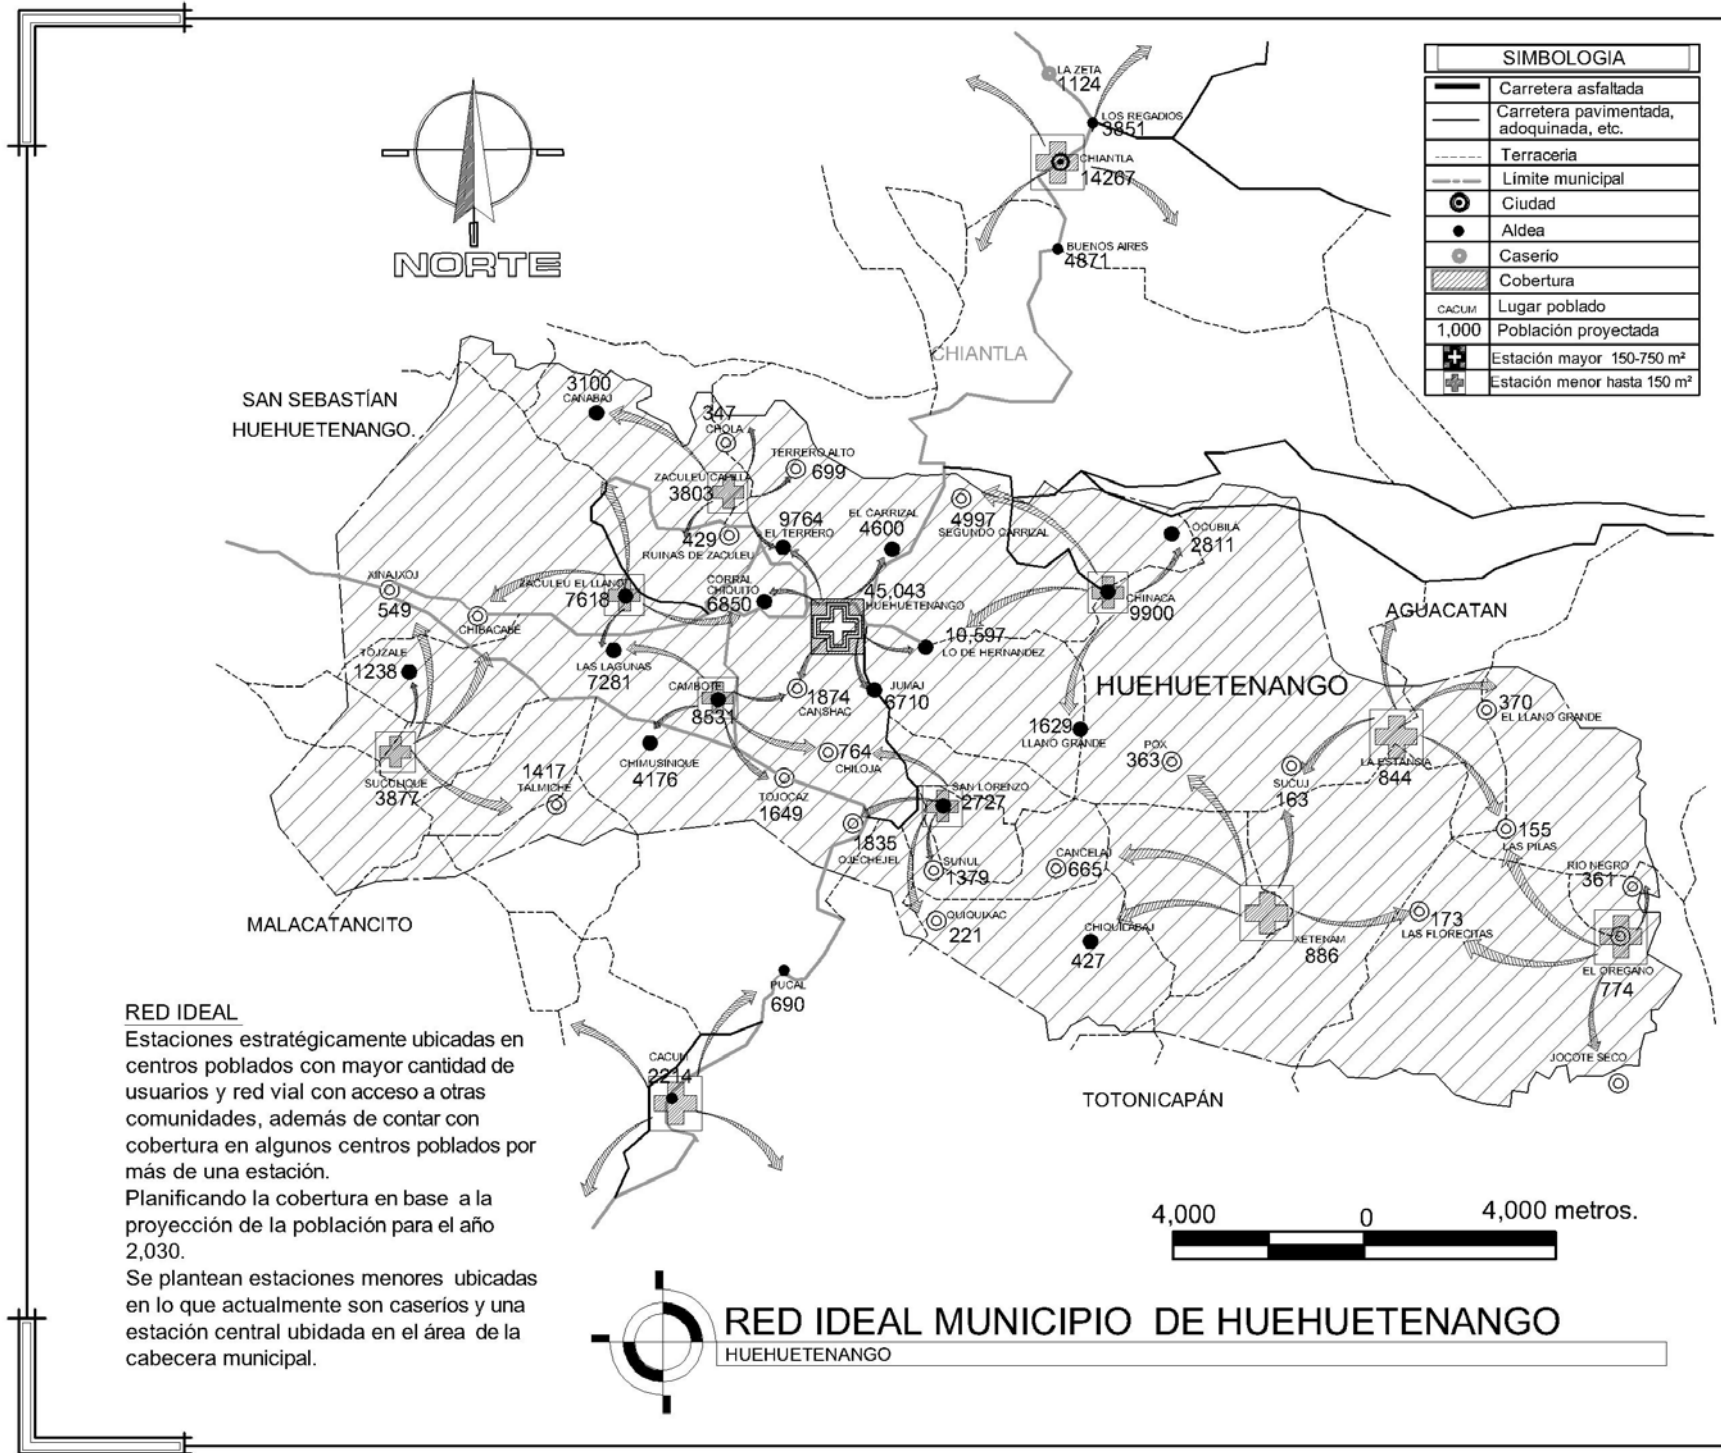 SIMBOLOGIA
Carretera asfaltada
Carretera pavimentada,
adoquinada, etc.
Terraceria
Límite municipal
Ciudad
Aldea
Caserio
Cobertura
CACUM Lugar poblado
1,000 Población proyectada
Estación mayor 150-750 m²
Estación menor hasta 150 m²
NORTE
LA ZETA
1124
LOS REGADIOS
3851
CHIANTLA
14267
BUENOS AIRES
4871
CHIANTLA
SAN SEBASTÍAN
HUEHUETENANGO.
3100
CANABAJ
347
CHOLA
TERRERO ALTO
699
ZACULEU CAPILLA
3803
9764
EL TERRERO
EL CARRIZAL
4600
4997
SEGUNDO CARRIZAL
OCUBILA
2811
429
RUINAS DE ZACULEU
XINAJXOJ
549
CHIBACABE
ZACULEU EL LLANO
7618
CORRAL
CHIQUITO
6850
45,043
HUEHUETENANGO
CHINACA
9900
AGUACATAN
10,597
LO DE HERNANDEZ
TOJZALE
1238
LAS LAGUNAS
7281
CAMBOTE
8531
1874
CANSHAC
JUMAJ
6710
HUEHUETENANGO
370
EL LLANO GRANDE
1629
LLANO GRANDE
POX
363
LA ESTANSIA
844
SUCUJ
163
SUCULIQUE
3877
1417
TALMICHE
CHIMUSINIQUE
4176
764
CHILOJA
TOJOCAZ
1649
SAN LORENZO
2727
1835
OJECHEJEL
SUNUL
1379
CANCELAJ
665
155
LAS PILAS
RIO NEGRO
361
QUIQUIXAC
221
CHIQUILABAJ
427
XETENAM
886
173
LAS FLORECITAS
EL OREGANO
774
JOCOTE SECO
MALACATANCITO
PUCAL
690
CACUM
2214
TOTONICAPÁN
RED IDEAL
Estaciones estratégicamente ubicadas en
centros poblados con mayor cantidad de
usuarios y red vial con acceso a otras
comunidades, además de contar con
cobertura en algunos centros poblados por
más de una estación.
Planificando la cobertura en base a la
proyección de la población para el año
2,030.
Se plantean estaciones menores ubicadas
en lo que actualmente son caseríos y una
estación central ubidada en el área de la
cabecera municipal.
4,000 0 4,000 metros.
RED IDEAL MUNICIPIO DE HUEHUETENANGO
HUEHUETENANGO